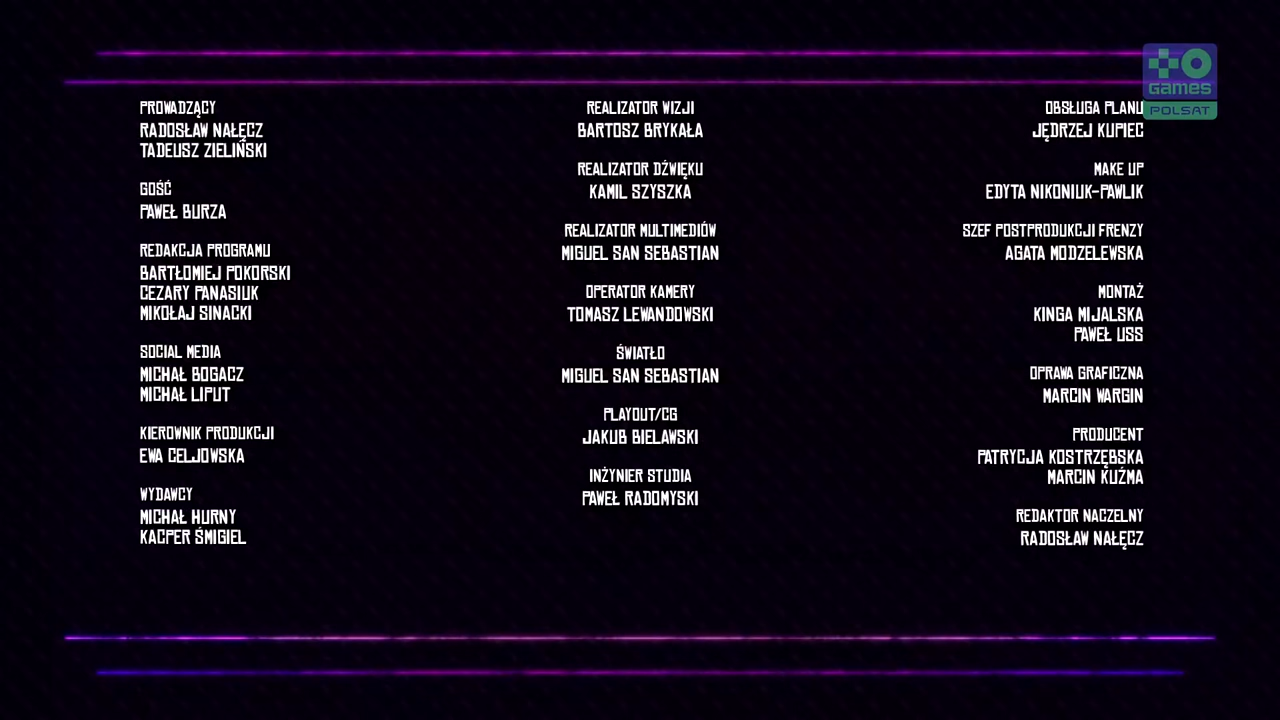 PROWADZĄCY
RADOSŁAW NAŁĘCZ
TADEUSZ ZIELIŃSKI
GOŚĆ
PAWEŁ BURZA
REDAKCJA PROGRAMU
BARTŁOMIEJ POKORSKI
CEZARY PANASIUK
MIKOŁAJ SINACKI
SOCIAL MEDIA
MICHAŁ BOGACZ
MICHAŁ LIPUT
KIEROWNIK PRODUKCJI
EWA CELJOWSKA
WYDAWCY
MICHAŁ HURNY
KACPER ŚMIGIEL
REALIZATOR WIZJI
BARTOSZ BRYKAŁA
REALIZATOR DŹWIĘKU
KAMIL SZYSZKA
REALIZATOR MULTIMEDIÓW
MIGUEL SAN SEBASTIAN
OPERATOR KAMERY
TOMASZ LEWANDOWSKI
ŚWIATŁO
MIGUEL SAN SEBASTIAN
PLAYOUT/CG
JAKUB BIELAWSKI
INŻYNIER STUDIA
PAWEŁ RADOMYSKI
OBSŁUGA PLANU
JĘDRZEJ KUPIEC
MAKE UP
EDYTA NIKONIUK-PAWLIK
SZEF POSTPRODUKCJI FRENZY
AGATA MODZELEWSKA
MONTAŻ
KINGA MIJALSKA
PAWEŁ USS
OPRAWA GRAFICZNA
MARCIN WARGIN
PRODUCENT
PATRYCJA KOSTRZĘBSKA
MARCIN KUŹMA
REDAKTOR NACZELNY
RADOSŁAW NAŁĘCZ
games
POLSAT